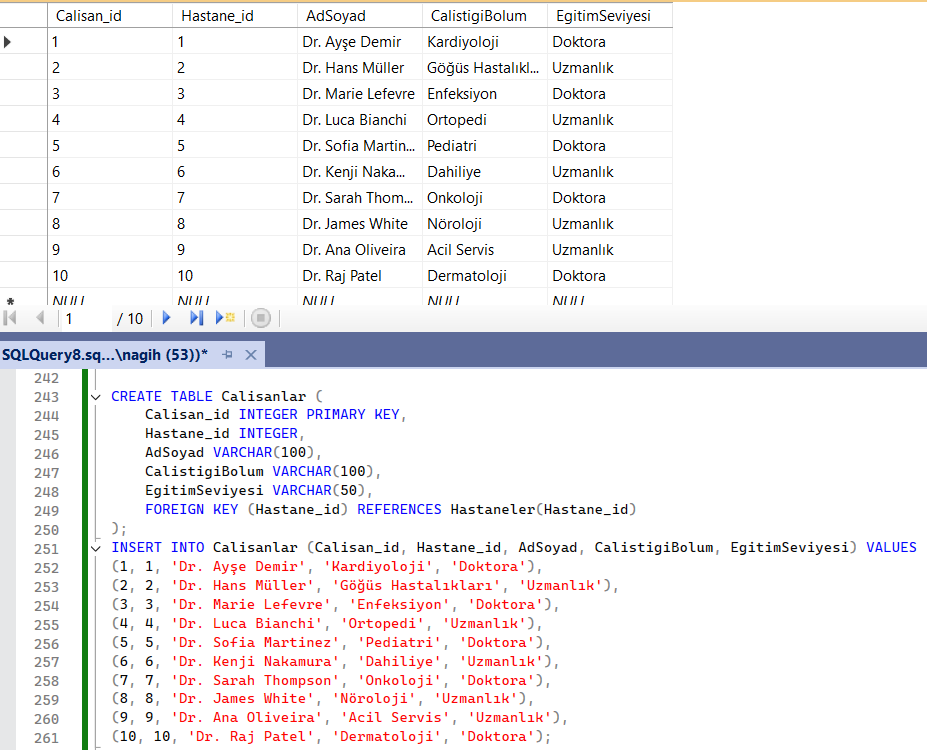 Calisan_id Hastane_id AdSoyad CalistigiBolum EgitimSeviyesi
1 1 Dr. Ayşe Demir Kardiyoloji Doktora
2 2 Dr. Hans Müller Göğüs Hastalıkl... Uzmanlık
3 3 Dr. Marie Lefevre Enfeksiyon Doktora
4 4 Dr. Luca Bianchi Ortopedi Uzmanlık
5 5 Dr. Sofia Martin... Pediatri Doktora
6 6 Dr. Kenji Naka... Dahiliye Uzmanlık
7 7 Dr. Sarah Thom... Onkoloji Doktora
8 8 Dr. James White Nöroloji Uzmanlık
9 9 Dr. Ana Oliveira Acil Servis Uzmanlık
10 10 Dr. Raj Patel Dermatoloji Doktora
* NULL NULL NULL NULL NULL
1 / 10
SQLQuery8.sq...\nagih (53))*
242
243 CREATE TABLE Calisanlar (
244 Calisan_id INTEGER PRIMARY KEY,
245 Hastane_id INTEGER,
246 AdSoyad VARCHAR(100),
247 CalistigiBolum VARCHAR(100),
248 EgitimSeviyesi VARCHAR(50),
249 FOREIGN KEY (Hastane_id) REFERENCES Hastaneler(Hastane_id)
250 );
251 INSERT INTO Calisanlar (Calisan_id, Hastane_id, AdSoyad, CalistigiBolum, EgitimSeviyesi) VALUES
252 (1, 1, 'Dr. Ayşe Demir', 'Kardiyoloji', 'Doktora'),
253 (2, 2, 'Dr. Hans Müller', 'Göğüs Hastalıkları', 'Uzmanlık'),
254 (3, 3, 'Dr. Marie Lefevre', 'Enfeksiyon', 'Doktora'),
255 (4, 4, 'Dr. Luca Bianchi', 'Ortopedi', 'Uzmanlık'),
256 (5, 5, 'Dr. Sofia Martinez', 'Pediatri', 'Doktora'),
257 (6, 6, 'Dr. Kenji Nakamura', 'Dahiliye', 'Uzmanlık'),
258 (7, 7, 'Dr. Sarah Thompson', 'Onkoloji', 'Doktora'),
259 (8, 8, 'Dr. James White', 'Nöroloji', 'Uzmanlık'),
260 (9, 9, 'Dr. Ana Oliveira', 'Acil Servis', 'Uzmanlık'),
261 (10, 10, 'Dr. Raj Patel', 'Dermatoloji', 'Doktora');